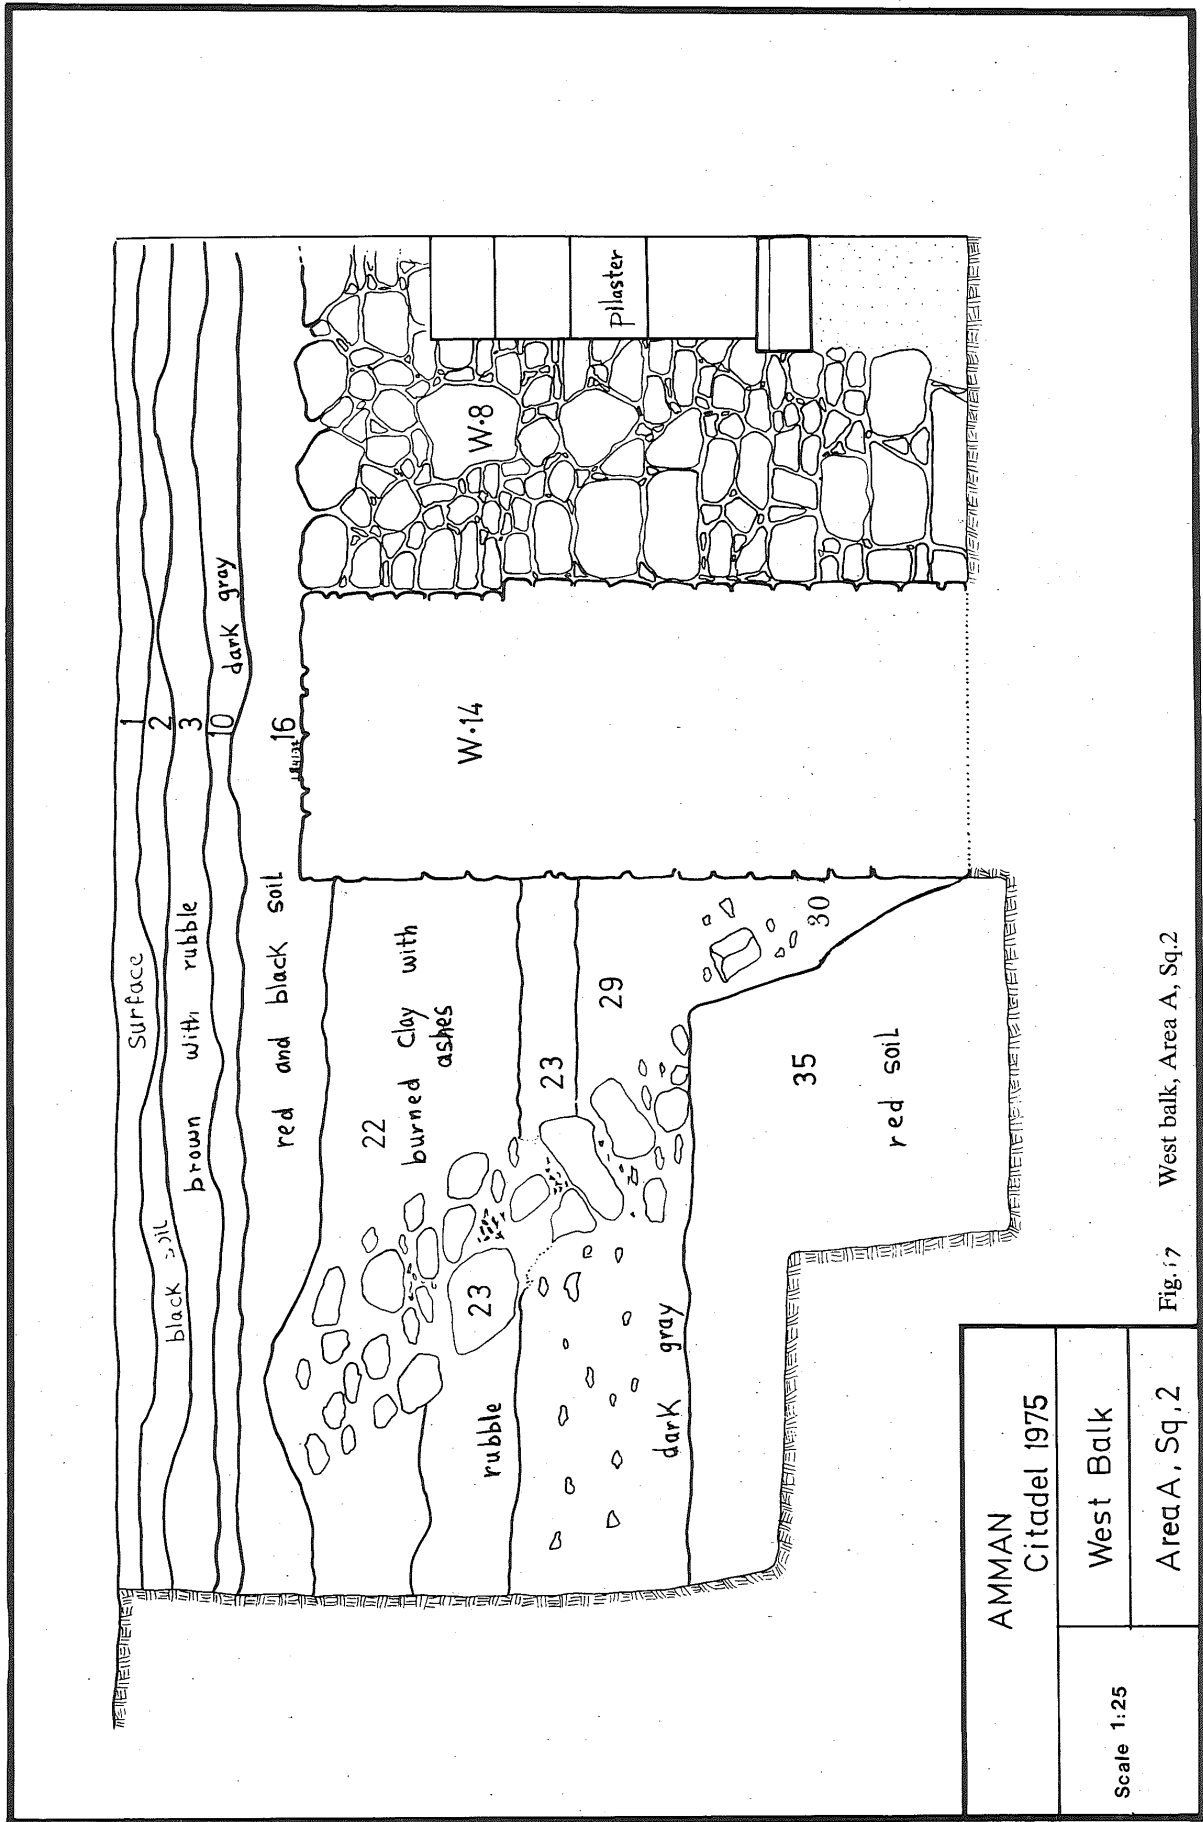 1
Surface
2
black soil
3
brown with rubble
10
dark gray
16
red and black soil
22
burned Clay with
ashes
W.14
W.8
Pilaster
23
rubble
23
29
30
dark gray
35
red soil
AMMAN
Citadel 1975
West Balk
Area A, Sq.2
Scale 1:25
West balk, Area A, Sq.2